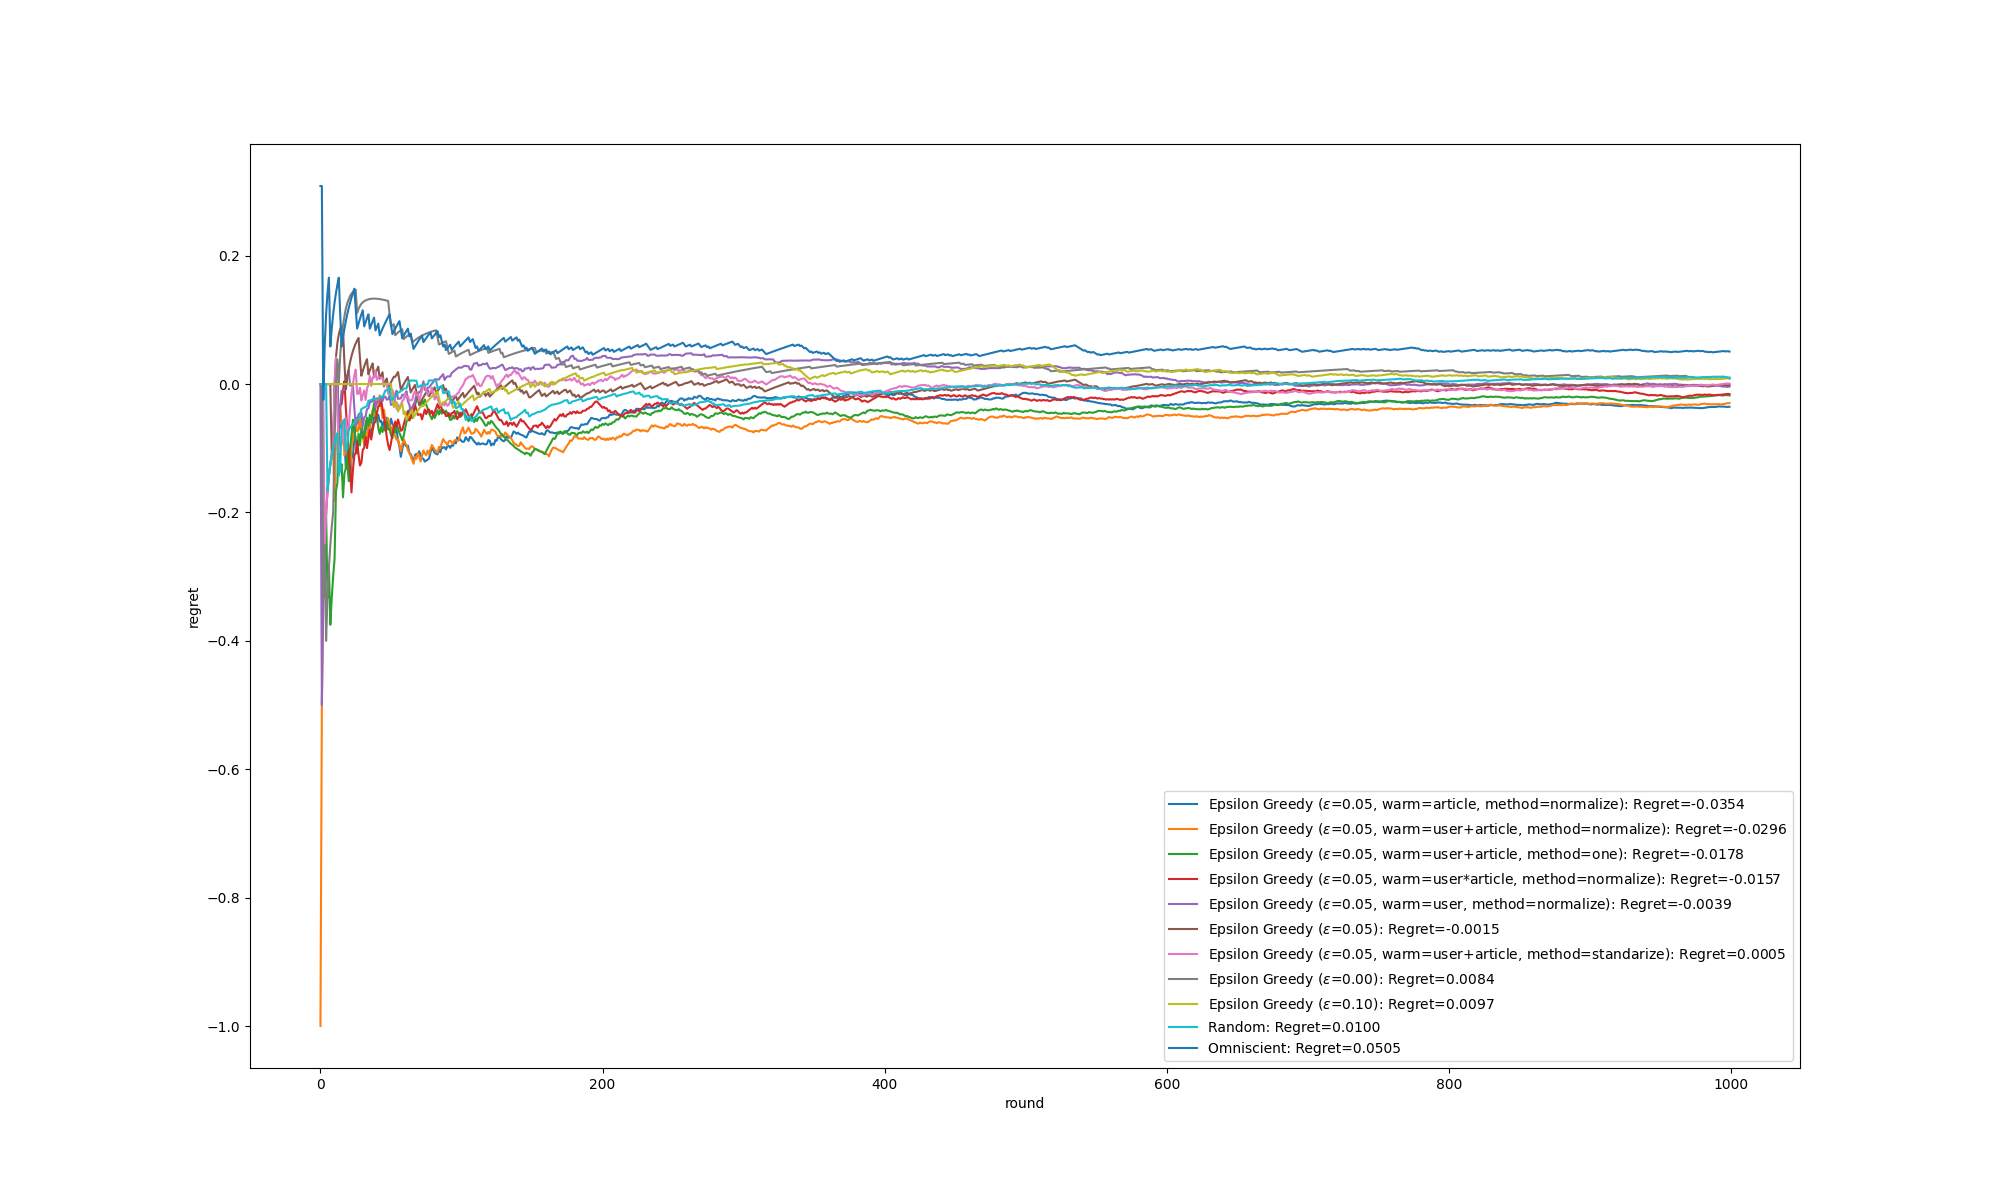 0.2
0.0
−0.2
−0.4
−0.6
−0.8
−1.0
regret
0
200
400
600
800
1000
round
Epsilon Greedy (ε=0.05, warm=article, method=normalize): Regret=-0.0354
Epsilon Greedy (ε=0.05, warm=user+article, method=normalize): Regret=-0.0296
Epsilon Greedy (ε=0.05, warm=user+article, method=one): Regret=-0.0178
Epsilon Greedy (ε=0.05, warm=user*article, method=normalize): Regret=-0.0157
Epsilon Greedy (ε=0.05, warm=user, method=normalize): Regret=-0.0039
Epsilon Greedy (ε=0.05): Regret=-0.0015
Epsilon Greedy (ε=0.05, warm=user+article, method=standarize): Regret=0.0005
Epsilon Greedy (ε=0.00): Regret=0.0084
Epsilon Greedy (ε=0.10): Regret=0.0097
Random: Regret=0.0100
Omniscient: Regret=0.0505